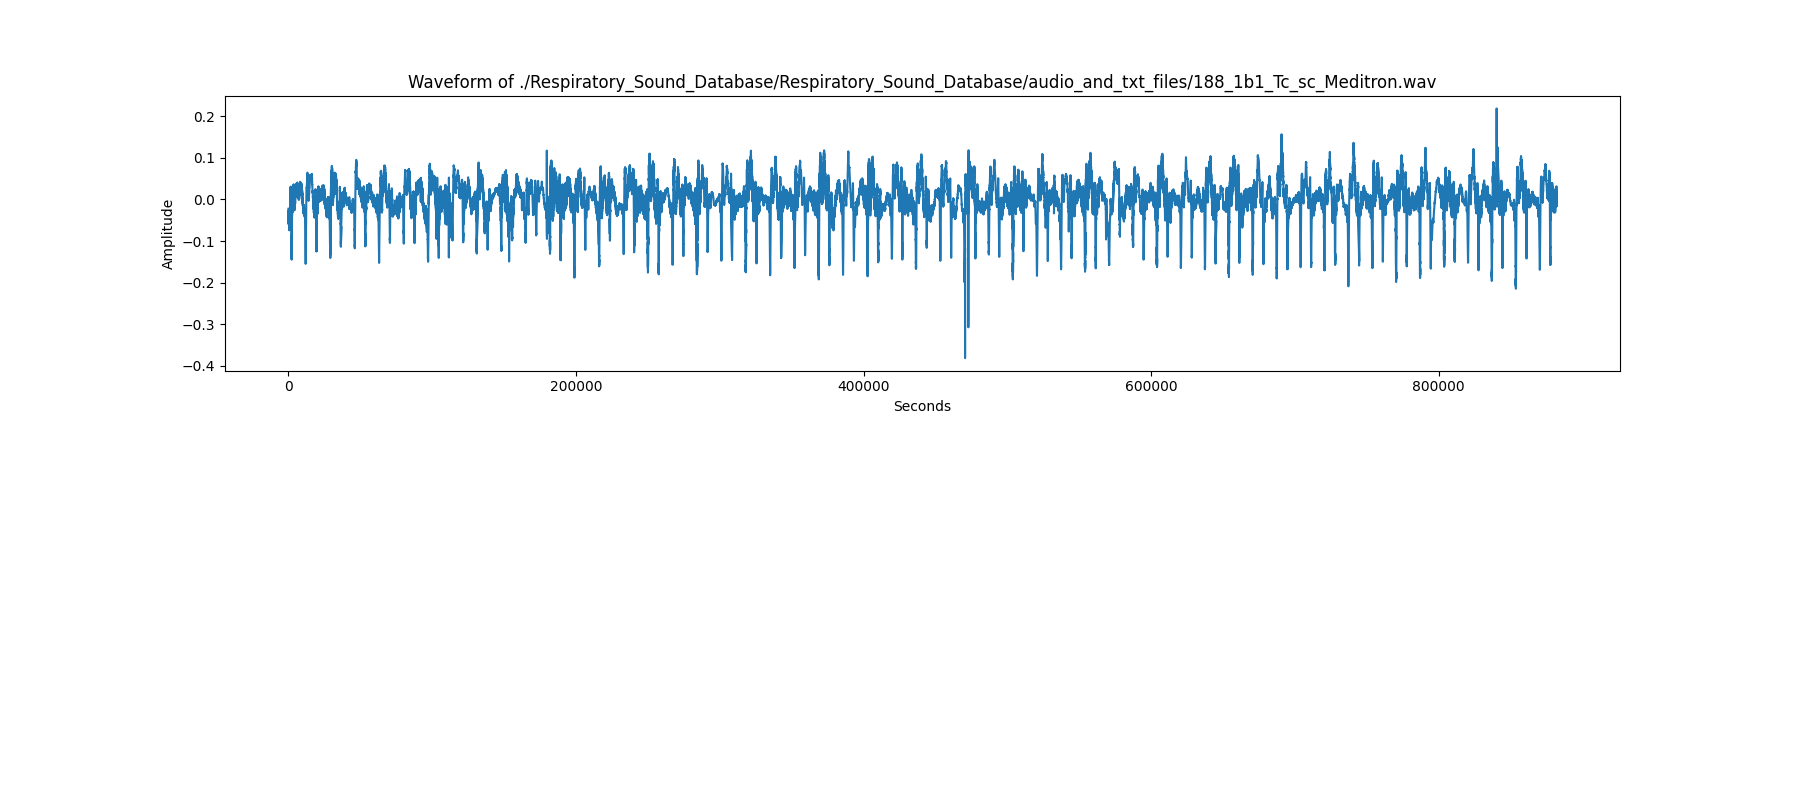 Waveform of ./Respiratory_Sound_Database/Respiratory_Sound_Database/audio_and_txt_files/188_1b1_Tc_sc_Meditron.wav
0.2
0.1
0.0
−0.1
−0.2
−0.3
−0.4
Amplitude
0 200000 400000 600000 800000
Seconds